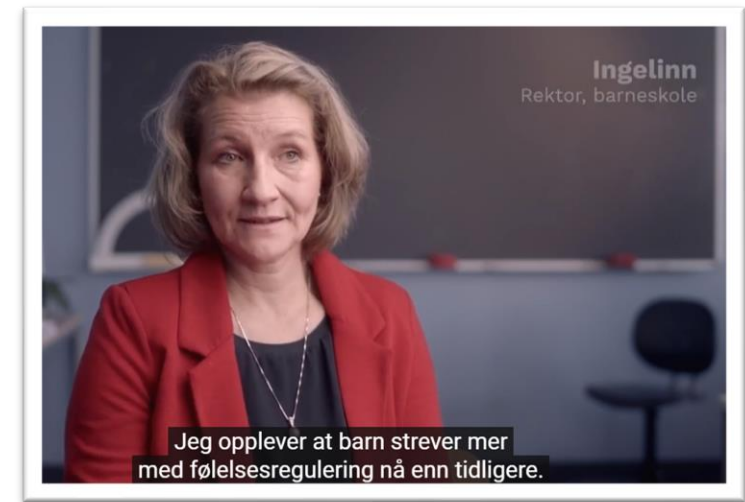 Ingelinn
Rektor, barneskole
Jeg opplever at barn strever mer
med følelsesregulering nå enn tidligere.